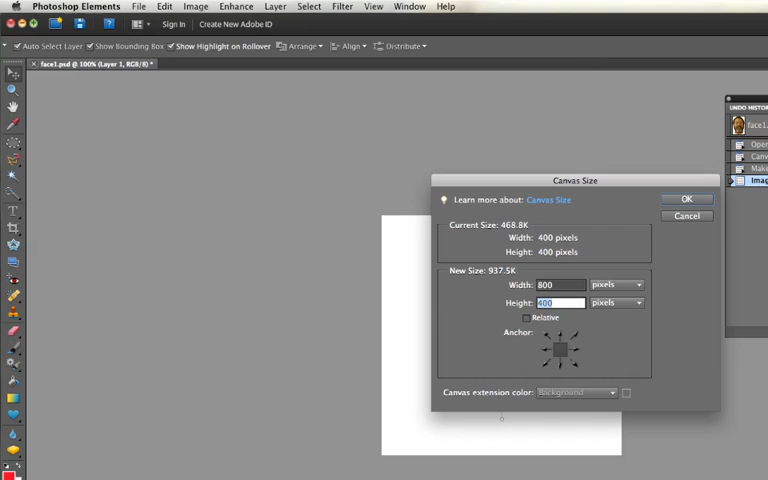 Photoshop Elements File Edit Image Enhance Layer Select Filter View Window Help
Sign In Create New Adobe ID
Auto Select Layer Show Bounding Box Show Highlight on Rollover Arrange Align Distribute
face1.psd @ 100% (Layer 1, RGB/8) *
UNDO HISTO
face1.
Open
Canv
Make
Imag
Canvas Size
Learn more about: Canvas Size
OK
Current Size: 468.8K
Cancel
Width: 400 pixels
Height: 400 pixels
New Size: 937.5K
Width: 800 pixels
Height: 400 pixels
Relative
Anchor:
Canvas extension color: Background